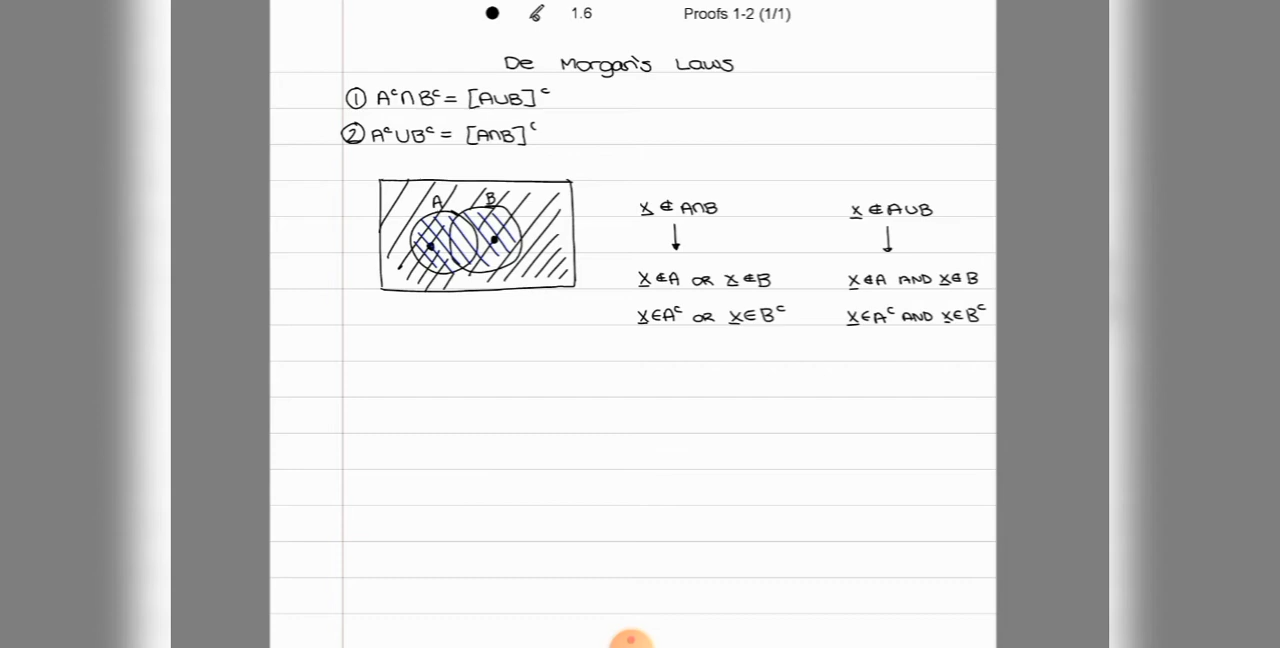 1.6 Proofs 1-2 (1/1)
De Morgan's Laws
① Aᶜ∩Bᶜ = [A∪B]ᶜ
② Aᶜ∪Bᶜ = [A∩B]ᶜ
A B
x ∉ A∩B
x∉A OR x∉B
x∈Aᶜ OR x∈Bᶜ
x ∉ A∪B
x∉A AND x∉B
x∈Aᶜ AND x∈Bᶜ